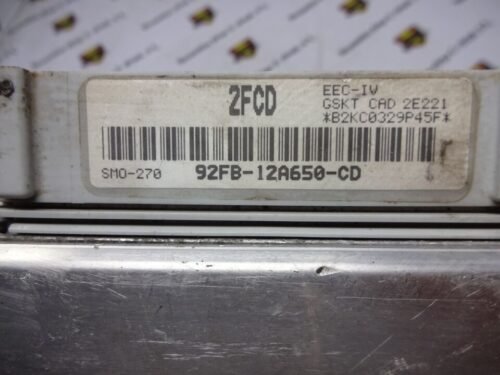 2FCD
EEC-IV
GSKT CAD 2E221
*B2KC0329P45F*
SMO-270
92FB-12A650-CD